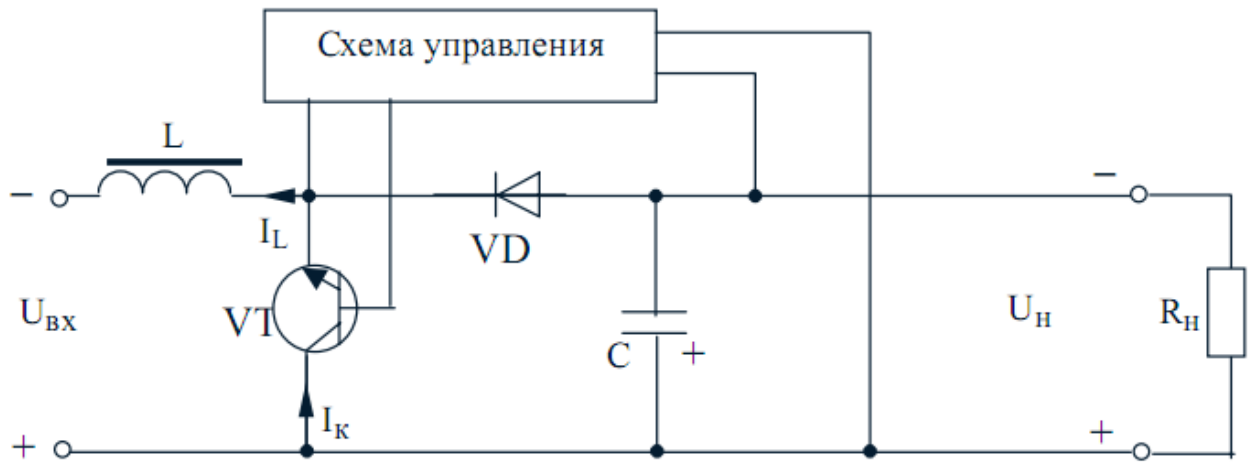 Схема управления
L
−
−
I_L
VD
U_вх
VT
U_н
R_н
C
+
I_к
+
+